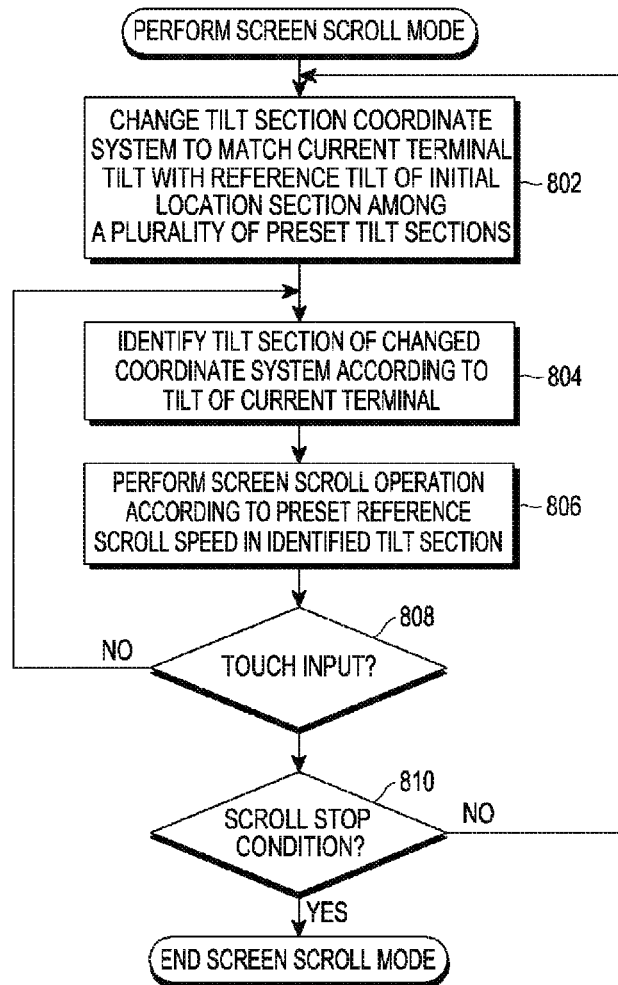 PERFORM SCREEN SCROLL MODE
CHANGE TILT SECTION COORDINATE
SYSTEM TO MATCH CURRENT TERMINAL
TILT WITH REFERENCE TILT OF INITIAL
LOCATION SECTION AMONG
A PLURALITY OF PRESET TILT SECTIONS
802
IDENTIFY TILT SECTION OF CHANGED
COORDINATE SYSTEM ACCORDING TO
TILT OF CURRENT TERMINAL
804
PERFORM SCREEN SCROLL OPERATION
ACCORDING TO PRESET REFERENCE
SCROLL SPEED IN IDENTIFIED TILT SECTION
806
808
NO
TOUCH INPUT?
810
SCROLL STOP
CONDITION?
NO
YES
END SCREEN SCROLL MODE